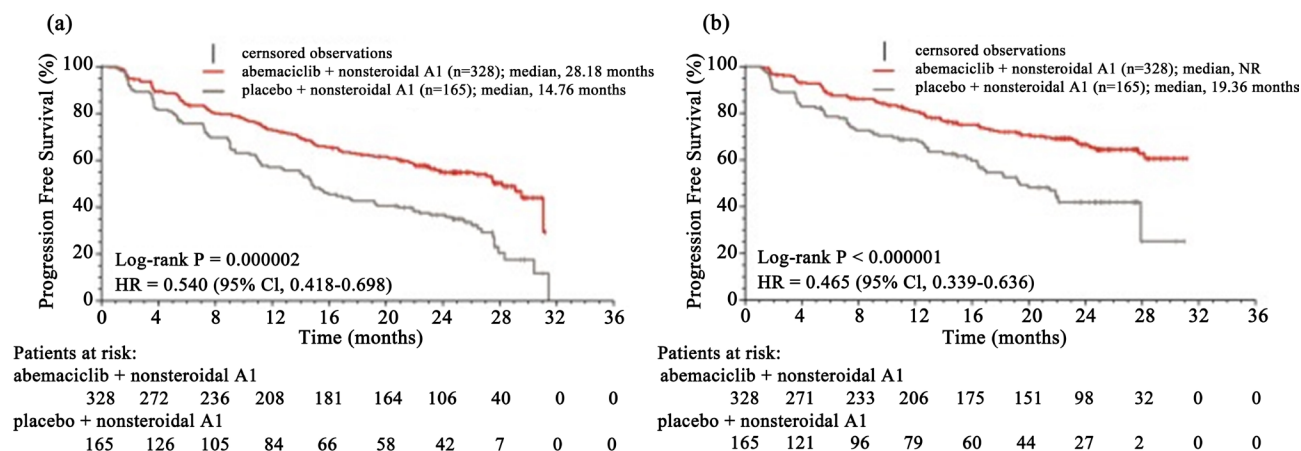 (a)
cernsored observations
abemaciclib + nonsteroidal A1 (n=328); median, 28.18 months
placebo + nonsteroidal A1 (n=165); median, 14.76 months
Progression Free Survival (%)
100
80
60
40
20
0
Log-rank P = 0.000002
HR = 0.540 (95% Cl, 0.418-0.698)
0 4 8 12 16 20 24 28 32 36
Time (months)
Patients at risk:
abemaciclib + nonsteroidal A1
328 272 236 208 181 164 106 40 0 0
placebo + nonsteroidal A1
165 126 105 84 66 58 42 7 0 0
(b)
cernsored observations
abemaciclib + nonsteroidal A1 (n=328); median, NR
placebo + nonsteroidal A1 (n=165); median, 19.36 months
Progression Free Survival (%)
100
80
60
40
20
0
Log-rank P < 0.000001
HR = 0.465 (95% Cl, 0.339-0.636)
0 4 8 12 16 20 24 28 32 36
Time (months)
Patients at risk:
abemaciclib + nonsteroidal A1
328 271 233 206 175 151 98 32 0 0
placebo + nonsteroidal A1
165 121 96 79 60 44 27 2 0 0